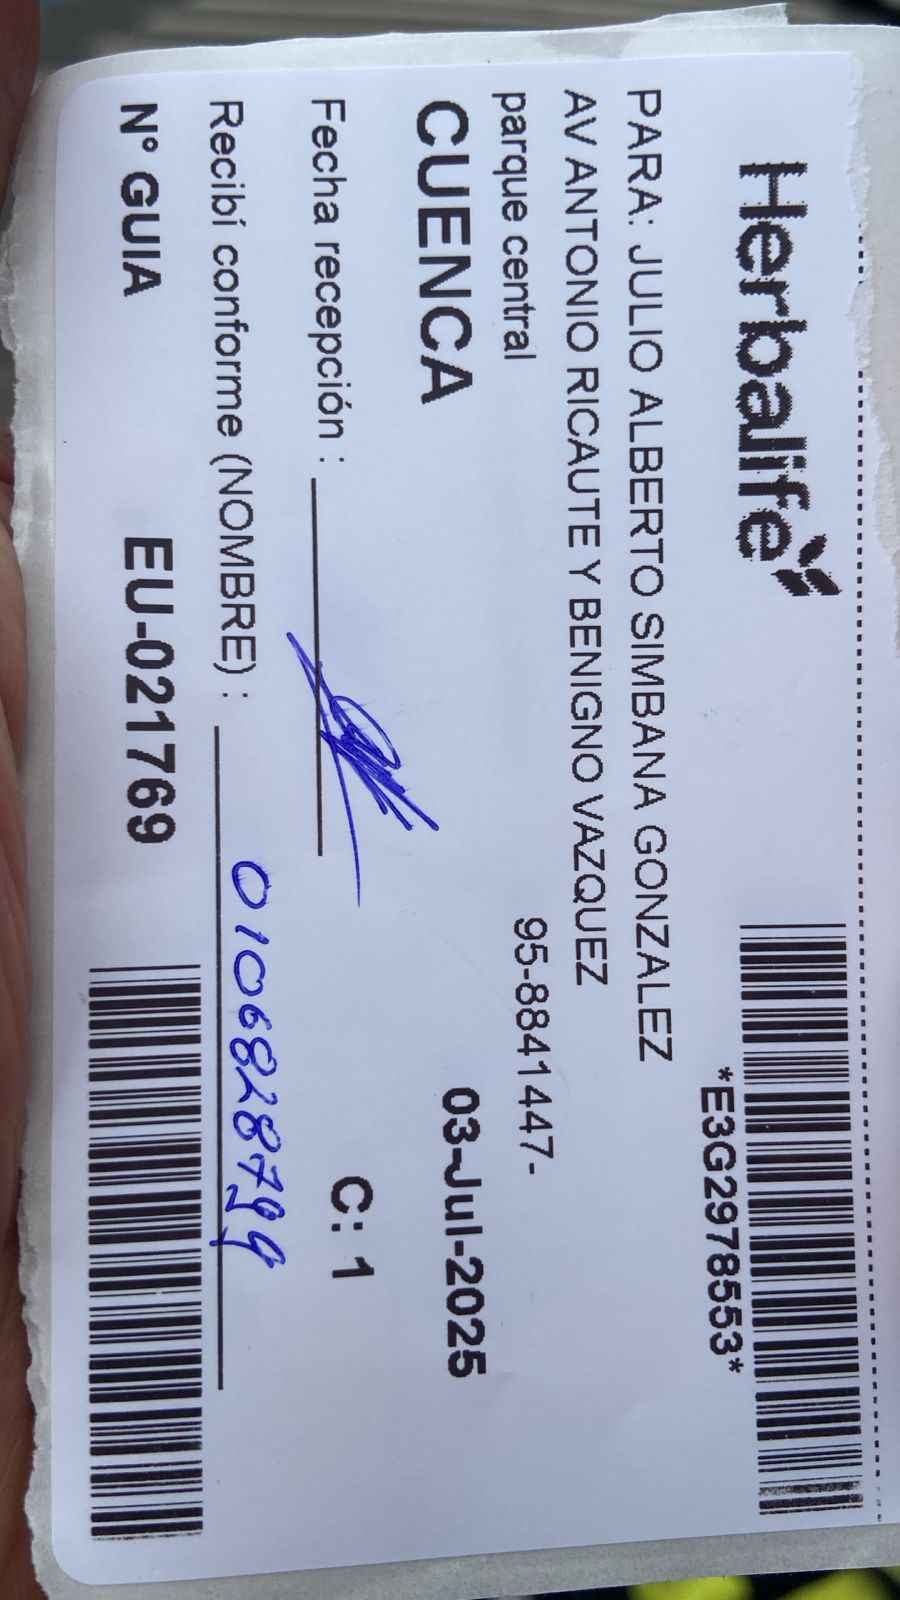 Herbalife
*E3G2978553*
PARA: JULIO ALBERTO SIMBANA GONZALEZ
AV ANTONIO RICAUTE Y BENIGNO VAZQUEZ
parque central 95-8841447-
CUENCA 03-Jul-2025
Fecha recepción : C: 1
Recibí conforme (NOMBRE) : 0106828799
N° GUIA EU-021769